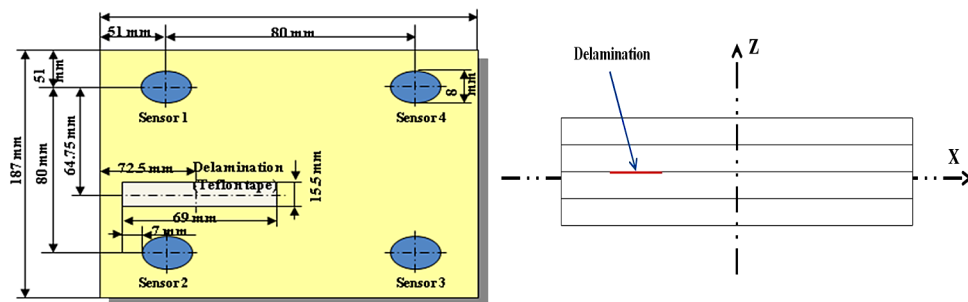 51 mm
80 mm
51 mm
8 mm
Sensor 1
Sensor 4
187 mm
80 mm
64.75 mm
72.5 mm
Delamination
(Teflon tape)
15.5 mm
69 mm
7 mm
Sensor 2
Sensor 3
Z
Delamination
X